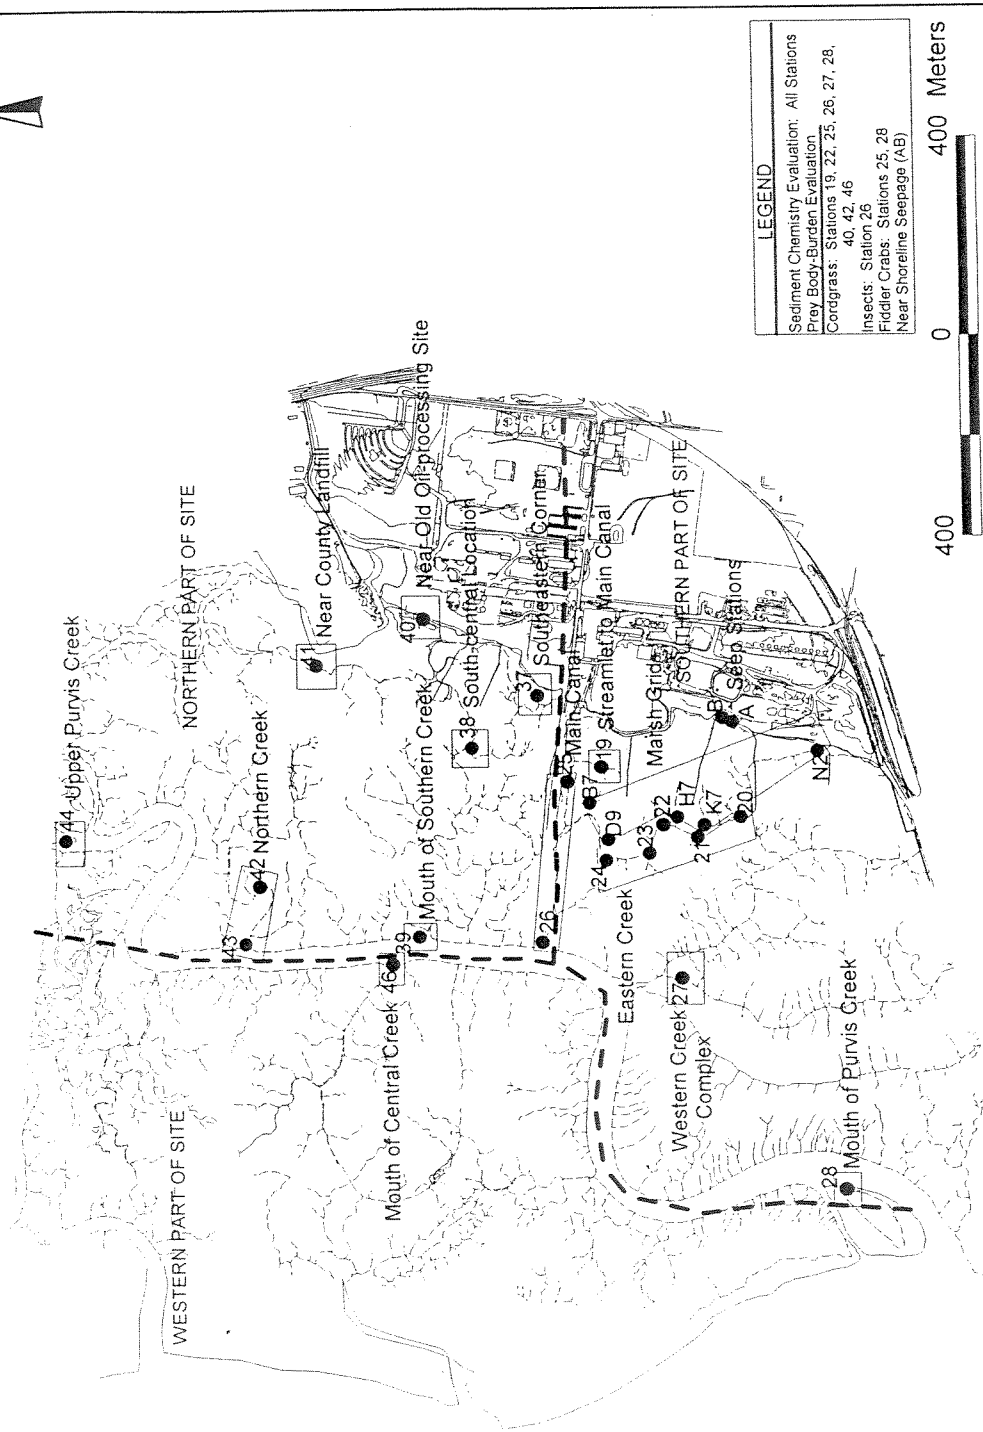 44 Upper Purvis Creek
NORTHERN PART OF SITE
42 Northern Creek
43
41
Near County Landfill
40
Near Old Oil-processing Site
38 South-central Location
39
Mouth of Southern Creek
37
Southeastern Corner
WESTERN PART OF SITE
Mouth of Central Creek 46
26
25 Main Canal
B7
19 Streamlet to Main Canal
24
D9
Marsh Grids
SOUTHERN PART OF SITE
23
22
H7
21
K7
20
B
A
Seep Stations
N2
Eastern Creek
Western Creek 27
Complex
28
Mouth of Purvis Creek
LEGEND
Sediment Chemistry Evaluation: All Stations
Prey Body-Burden Evaluation
Cordgrass: Stations 19, 22, 25, 26, 27, 28,
40, 42, 46
Insects: Station 26
Fiddler Crabs: Stations 25, 28
Near Shoreline Seepage (AB)
400 0 400 Meters